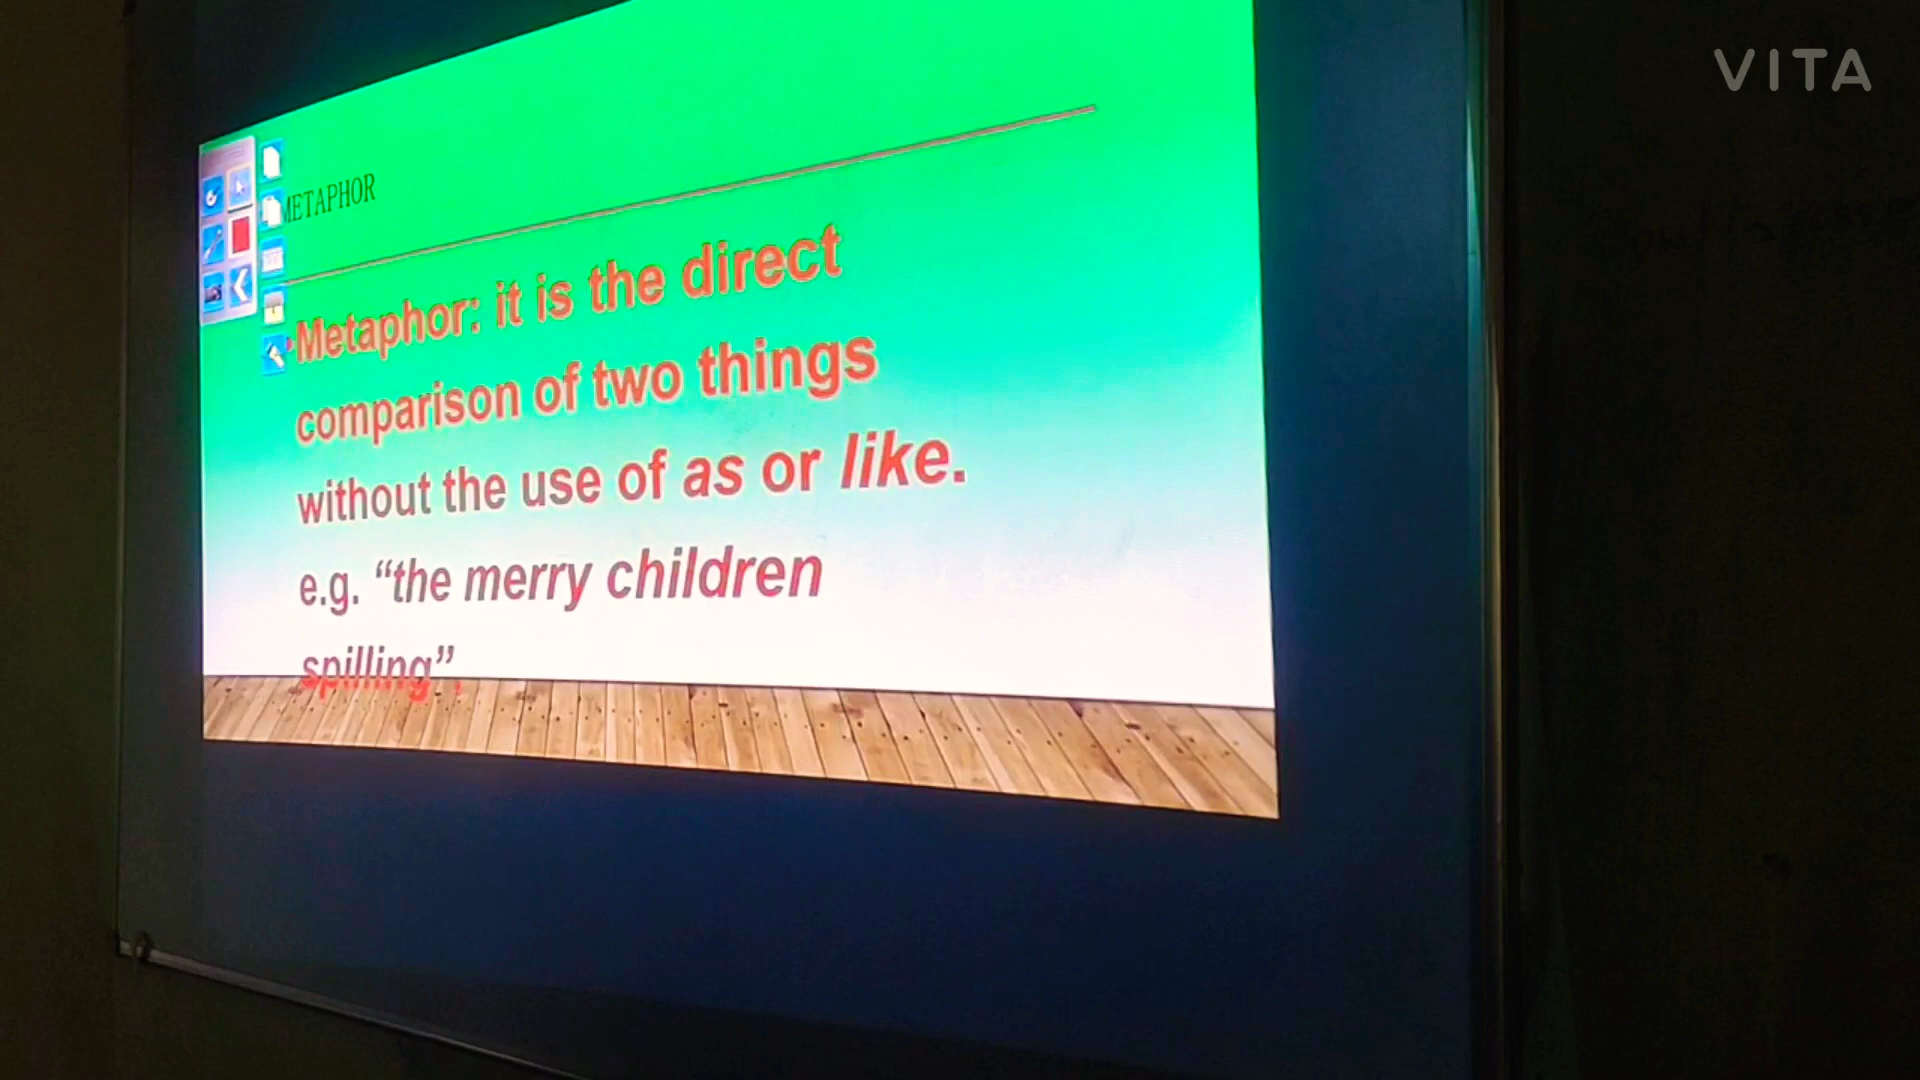 VITA
METAPHOR
Metaphor: it is the direct
comparison of two things
without the use of as or like.
e.g. “the merry children
spilling”.